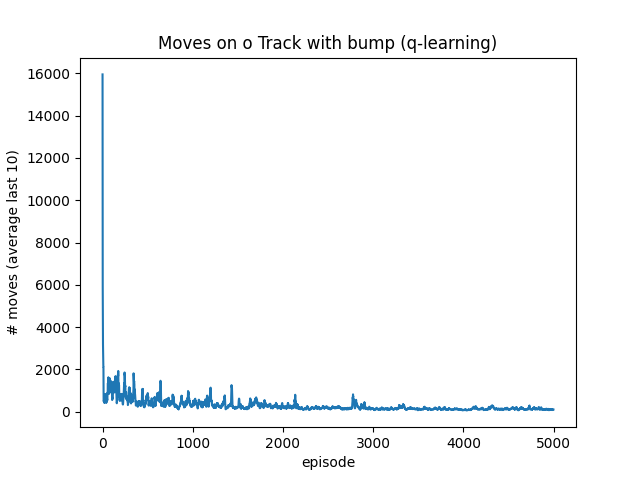 Moves on o Track with bump (q-learning)
16000
14000
12000
10000
8000
6000
4000
2000
0
# moves (average last 10)
0 1000 2000 3000 4000 5000
episode